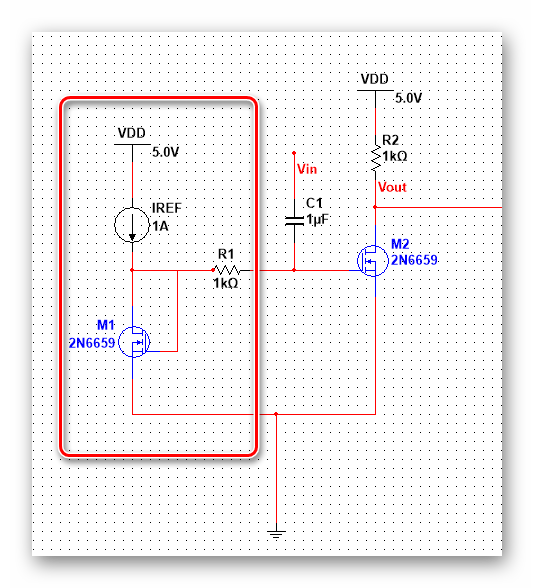 VDD
5.0V
R2
1kΩ
VDD
5.0V
Vin
Vout
C1
1µF
IREF
1A
M2
2N6659
R1
1kΩ
M1
2N6659